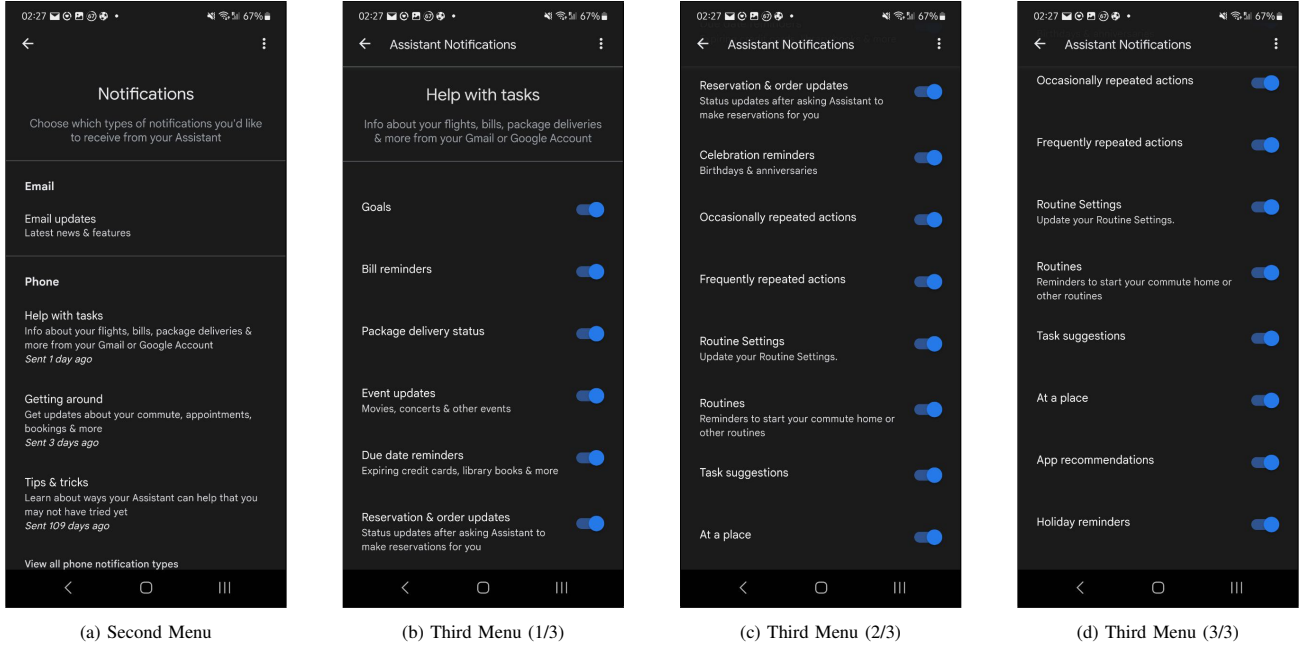 02:27 67%
Notifications
Choose which types of notifications you'd like
to receive from your Assistant
Email
Email updates
Latest news & features
Phone
Help with tasks
Info about your flights, bills, package deliveries &
more from your Gmail or Google Account
Sent 1 day ago
Getting around
Get updates about your commute, appointments,
bookings & more
Sent 3 days ago
Tips & tricks
Learn about ways your Assistant can help that you
may not have tried yet
Sent 109 days ago
View all phone notification types
(a) Second Menu
02:27 67%
Assistant Notifications
Help with tasks
Info about your flights, bills, package deliveries
& more from your Gmail or Google Account
Goals
Bill reminders
Package delivery status
Event updates
Movies, concerts & other events
Due date reminders
Expiring credit cards, library books & more
Reservation & order updates
Status updates after asking Assistant to
make reservations for you
(b) Third Menu (1/3)
02:27 67%
Assistant Notifications
Reservation & order updates
Status updates after asking Assistant to
make reservations for you
Celebration reminders
Birthdays & anniversaries
Occasionally repeated actions
Frequently repeated actions
Routine Settings
Update your Routine Settings.
Routines
Reminders to start your commute home or
other routines
Task suggestions
At a place
(c) Third Menu (2/3)
02:27 67%
Assistant Notifications
Occasionally repeated actions
Frequently repeated actions
Routine Settings
Update your Routine Settings.
Routines
Reminders to start your commute home or
other routines
Task suggestions
At a place
App recommendations
Holiday reminders
(d) Third Menu (3/3)